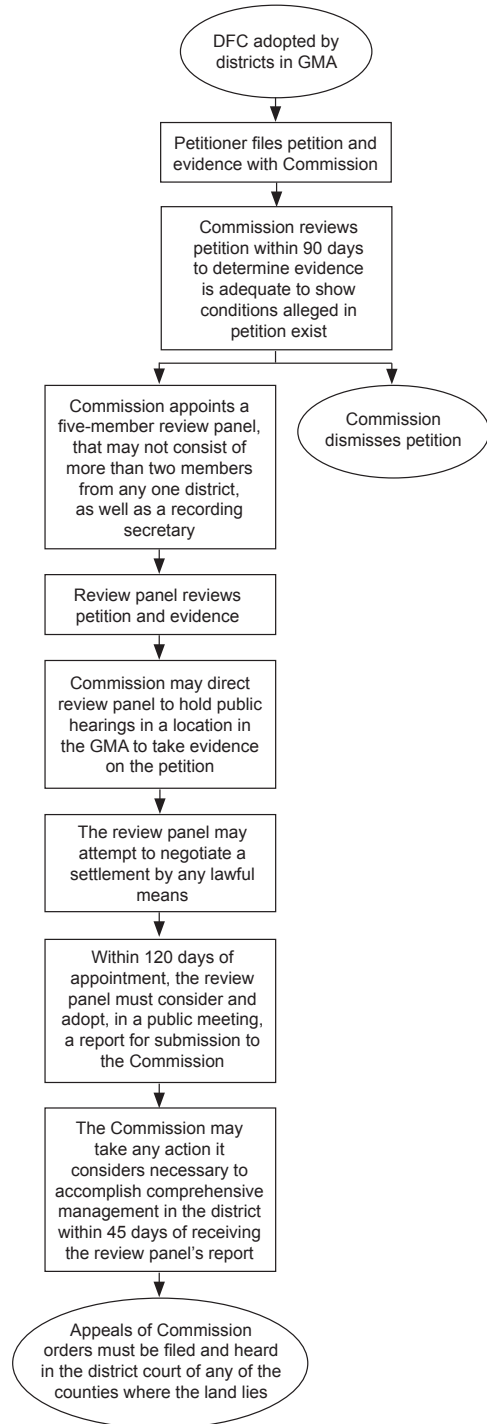 DFC adopted by
districts in GMA
Petitioner files petition and
evidence with Commission
Commission reviews
petition within 90 days
to determine evidence
is adequate to show
conditions alleged in
petition exist
Commission appoints a
five-member review panel,
that may not consist of
more than two members
from any one district,
as well as a recording
secretary
Commission
dismisses petition
Review panel reviews
petition and evidence
Commission may direct
review panel to hold public
hearings in a location in
the GMA to take evidence
on the petition
The review panel may
attempt to negotiate a
settlement by any lawful
means
Within 120 days of
appointment, the review
panel must consider and
adopt, in a public meeting,
a report for submission to
the Commission
The Commission may
take any action it
considers necessary to
accomplish comprehensive
management in the district
within 45 days of receiving
the review panel's report
Appeals of Commission
orders must be filed and heard
in the district court of any of the
counties where the land lies